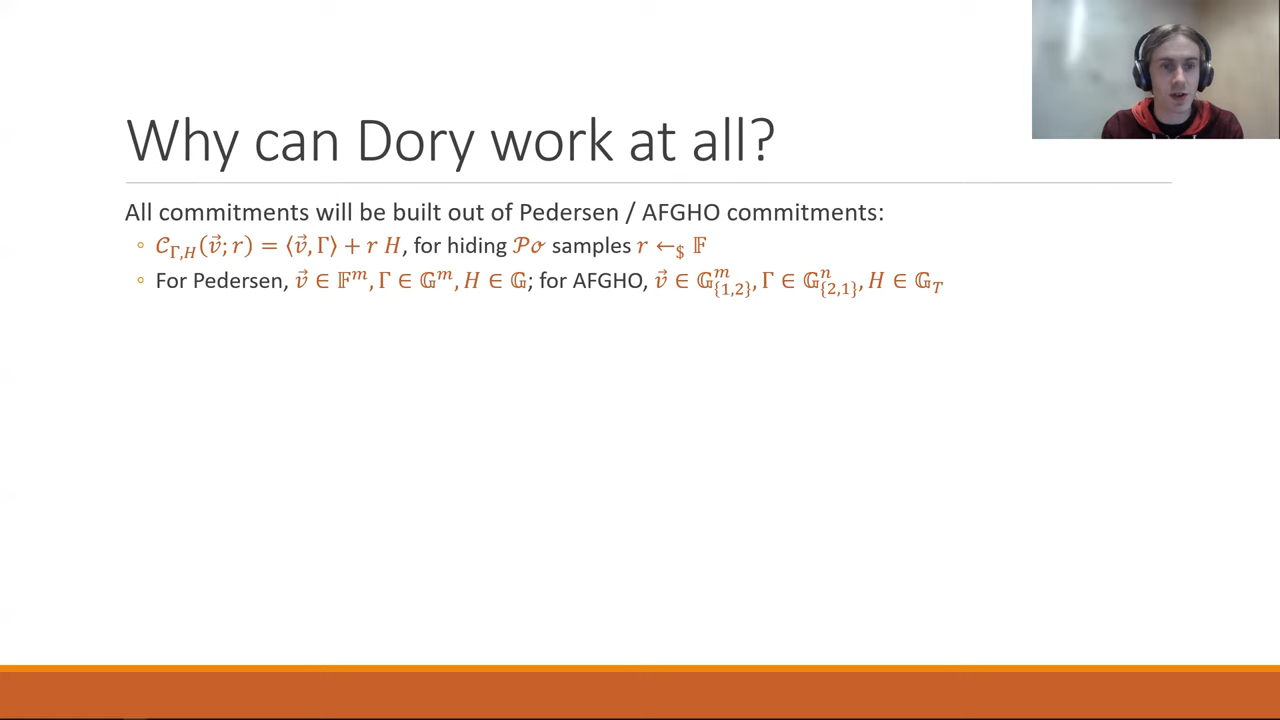 Why can Dory work at all?
All commitments will be built out of Pedersen / AFGHO commitments:
◦ 𝒞_{Γ,H}(v⃗; r) = ⟨v⃗, Γ⟩ + r H, for hiding 𝒫ℴ samples r ←_$ 𝔽
◦ For Pedersen, v⃗ ∈ 𝔽^m, Γ ∈ 𝔾^m, H ∈ 𝔾; for AFGHO, v⃗ ∈ 𝔾^m_{{1,2}}, Γ ∈ 𝔾^n_{{2,1}}, H ∈ 𝔾_T